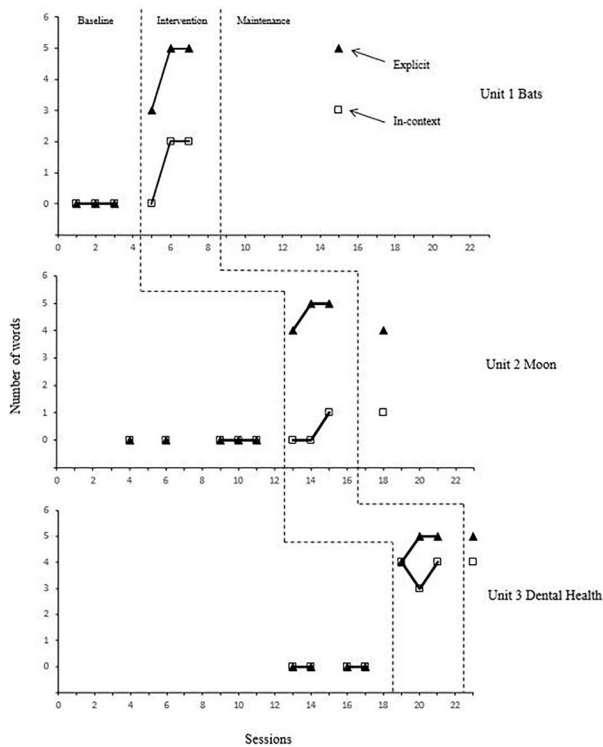 Baseline Intervention Maintenance
6
5
4
3
2
1
0
Explicit
In-context
Unit 1 Bats
0 2 4 6 8 10 12 14 16 18 20 22
Number of words
6
5
4
3
2
1
0
Unit 2 Moon
0 2 4 6 8 10 12 14 16 18 20 22
6
5
4
3
2
1
0
Unit 3 Dental Health
0 2 4 6 8 10 12 14 16 18 20 22
Sessions